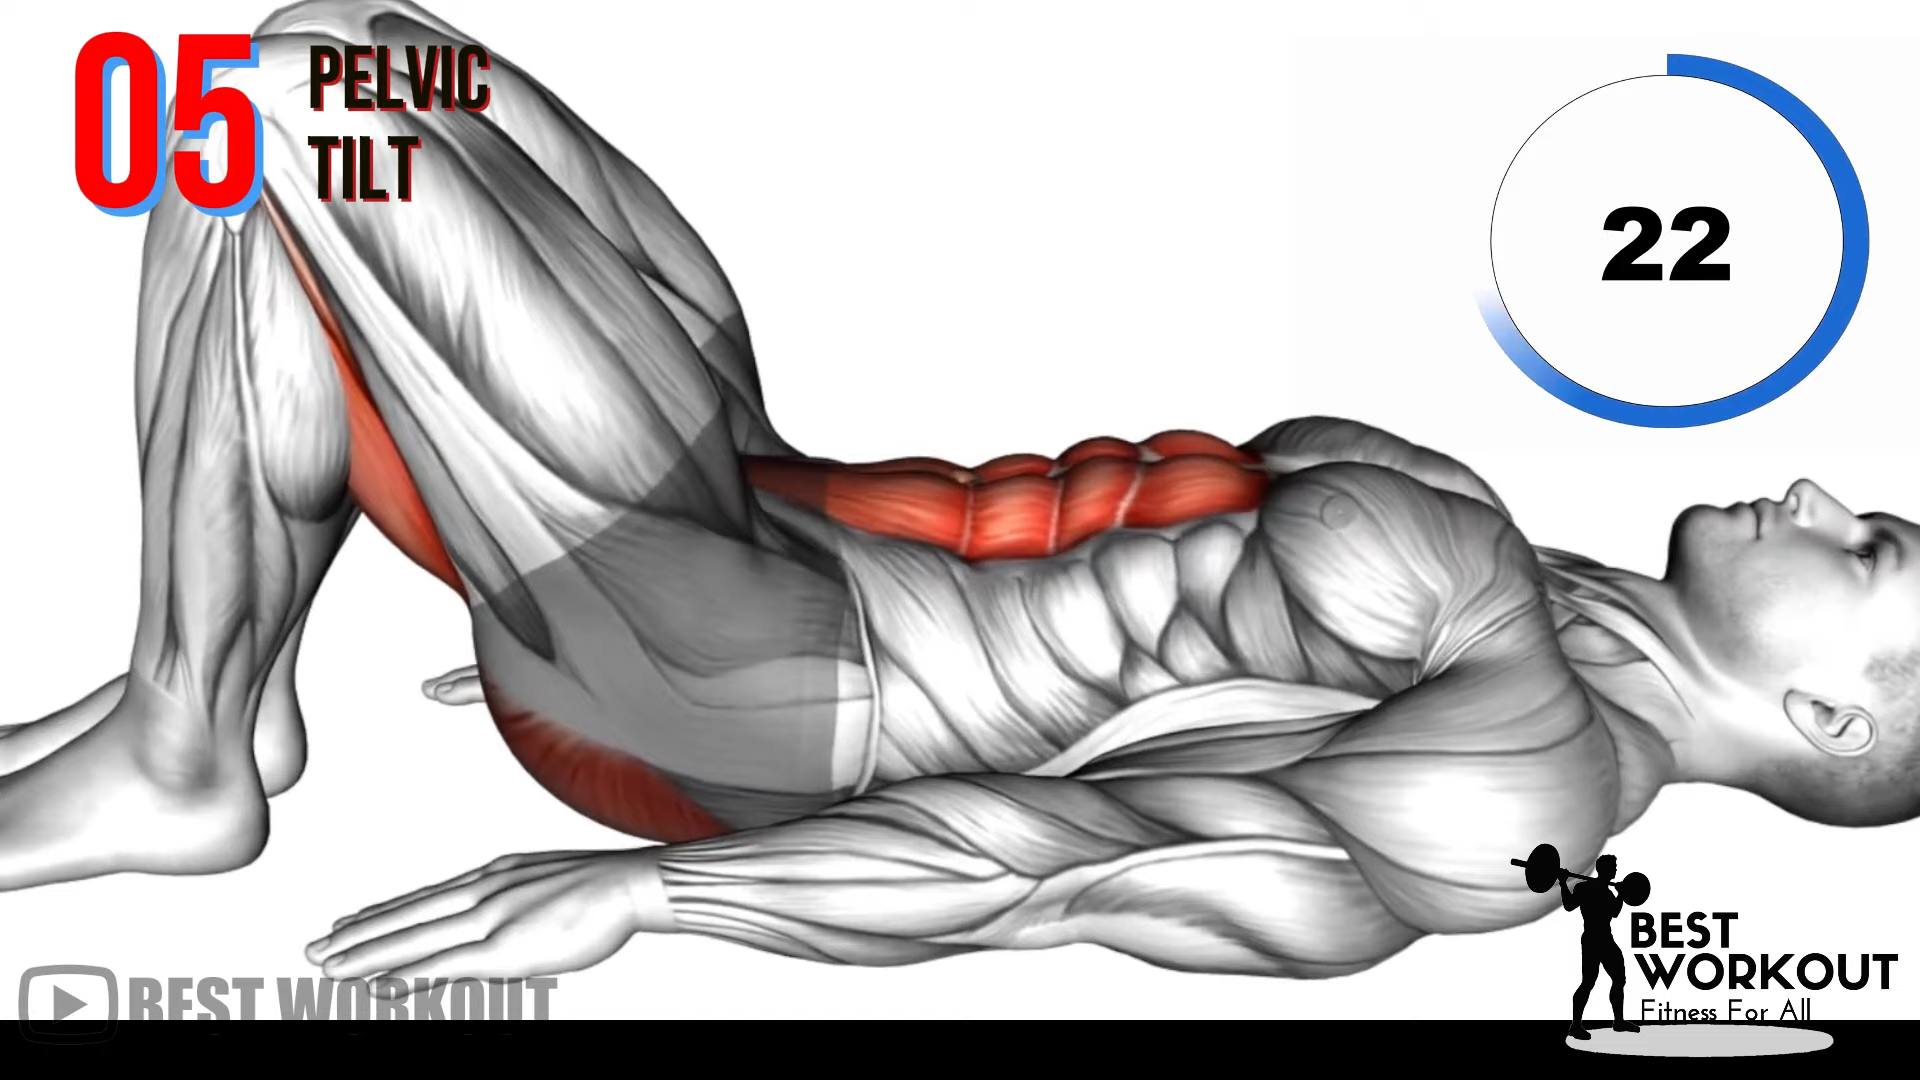 05
PELVIC
TILT
22
BEST WORKOUT
BEST
WORKOUT
Fitness For All